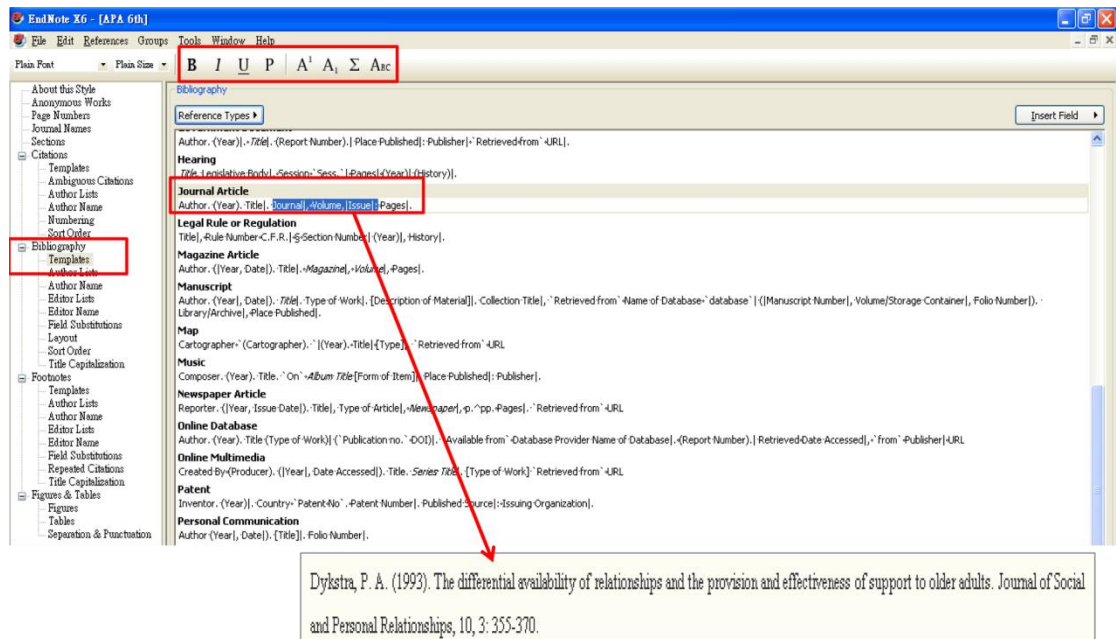 EndNote X6 - [APA 6th]
File Edit References Groups Tools Window Help
Plain Font Plain Size B I U P A1 A1 Σ ABC
About this Style
Anonymous Works
Page Numbers
Journal Names
Sections
Citations
Templates
Ambiguous Citations
Author Lists
Author Name
Numbering
Sort Order
Bibliography
Templates
Author Lists
Author Name
Editor Lists
Editor Name
Field Substitutions
Layout
Sort Order
Title Capitalization
Footnotes
Templates
Author Lists
Author Name
Editor Lists
Editor Name
Field Substitutions
Repeated Citations
Title Capitalization
Figures & Tables
Figures
Tables
Separation & Punctuation
Bibliography
Reference Types Insert Field
Government Document
Author. (Year)|.·Title|. (Report Number).| Place Published|: Publisher|·`Retrieved·from`·URL|.
Hearing
Title, Legislative Body|,·Session·`Sess.`|·Pages|·(Year)|·(History)|.
Journal Article
Author. (Year). Title|. Journal|,·Volume,|Issue|:·Pages|.
Legal Rule or Regulation
Title|,·Rule·Number·C.F.R.|·§·Section·Number|·(Year)|, History|.
Magazine Article
Author. (|Year, Date|). Title|.·Magazine|,·Volume|,·Pages|.
Manuscript
Author. (Year|, Date|). ·Title|. Type of Work|. [Description of Material]|. Collection Title|, ·`Retrieved from`·Name of Database·`database`|·(|Manuscript Number|, Volume/Storage Container|, Folio Number|). ·
Library/Archive|,·Place Published|.
Map
Cartographer·`(Cartographer). `|(Year).·Title|·[Type]|, ·`Retrieved·from`·URL
Music
Composer. (Year). Title. `On`·Album Title·[Form of Item]|. Place Published|: Publisher|.
Newspaper Article
Reporter. (|Year, Issue Date|). Title|, Type of Article|,·Newspaper|,·p.^pp.·Pages|. ·`Retrieved from`·URL
Online Database
Author. (Year). Title (Type of Work)|·(`Publication no.`·DOI)|. ·Available from`·Database Provider Name of Database|.·(Report Number).| Retrieved·Date Accessed|,·`from`·Publisher|·URL
Online Multimedia
Created·By·(Producer). (|Year|, Date Accessed|). Title. ·Series Title|. [Type of Work]·`Retrieved from`·URL
Patent
Inventor. (Year)|. Country·`Patent·No`.·Patent Number|. Published Source|:·Issuing Organization|.
Personal Communication
Author·(Year|, Date|). [Title]|. Folio Number|.
Dykstra, P. A. (1993). The differential availability of relationships and the provision and effectiveness of support to older adults. Journal of Social
and Personal Relationships, 10, 3: 355-370.